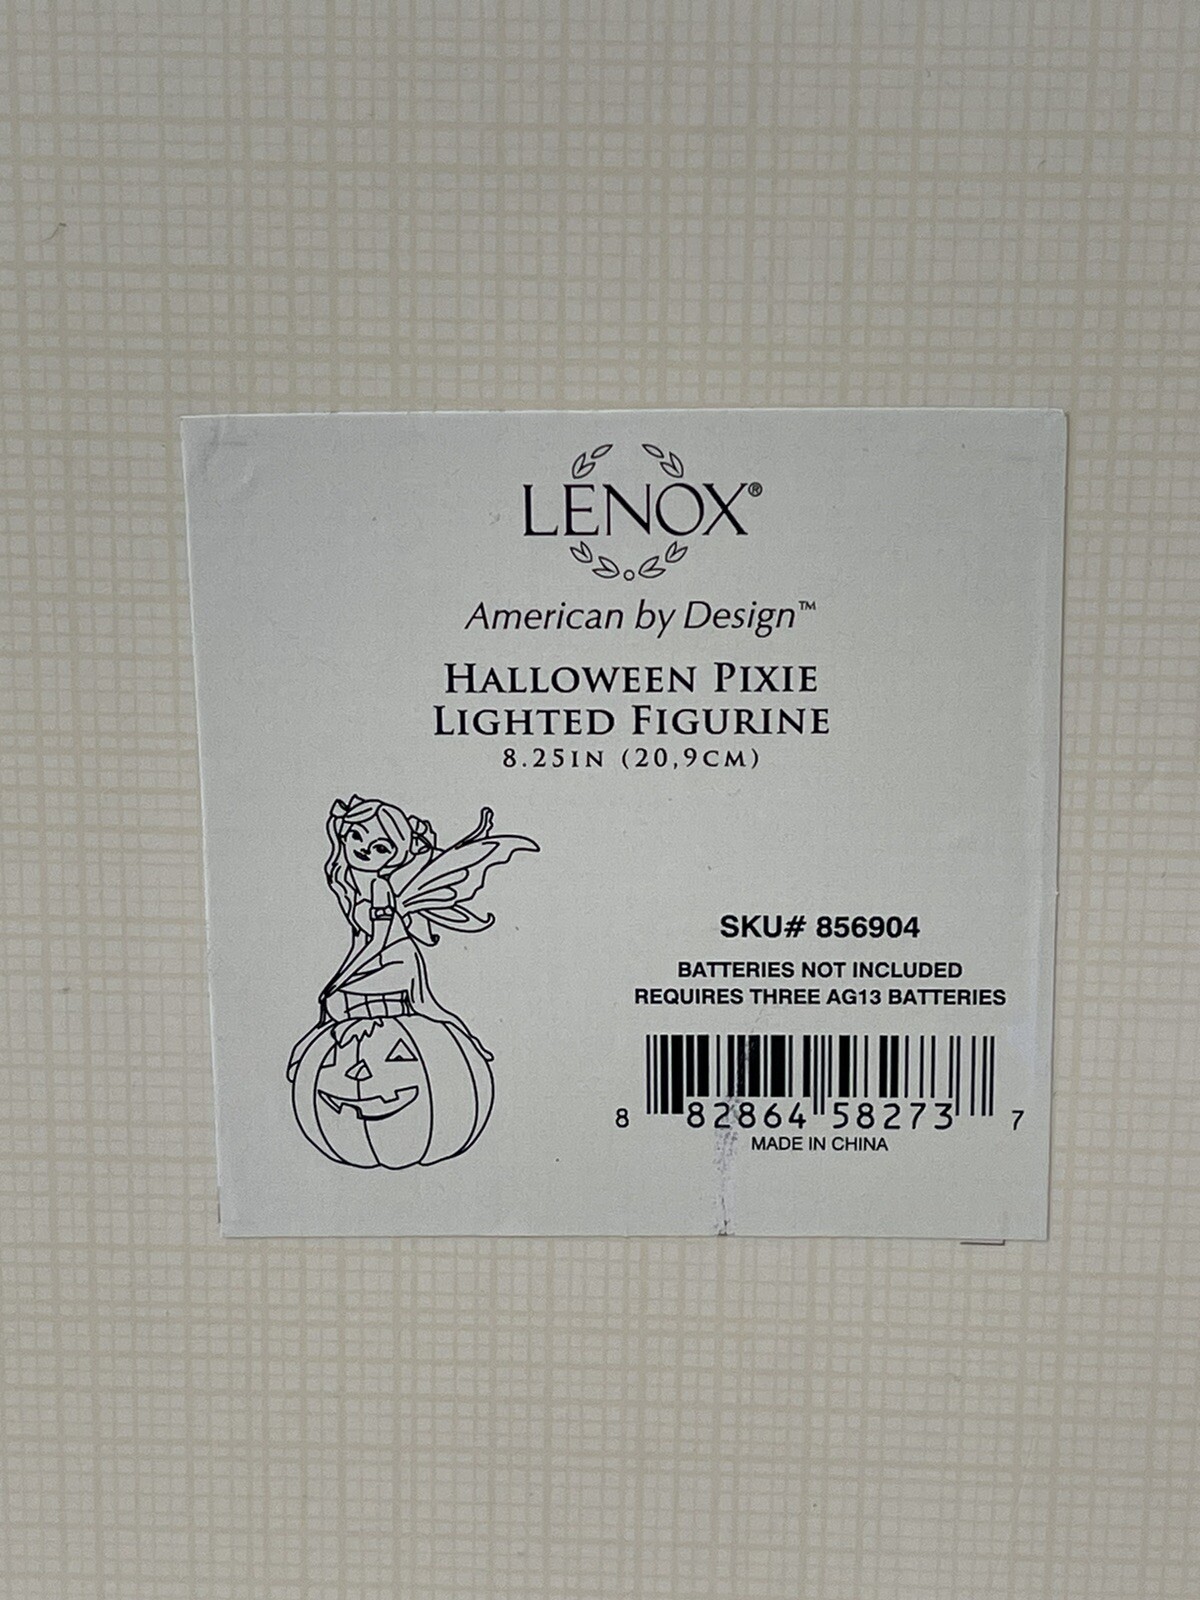 LENOX®
American by Design™
HALLOWEEN PIXIE
LIGHTED FIGURINE
8.25IN (20,9CM)
SKU# 856904
BATTERIES NOT INCLUDED
REQUIRES THREE AG13 BATTERIES
8 82864 58273 7
MADE IN CHINA